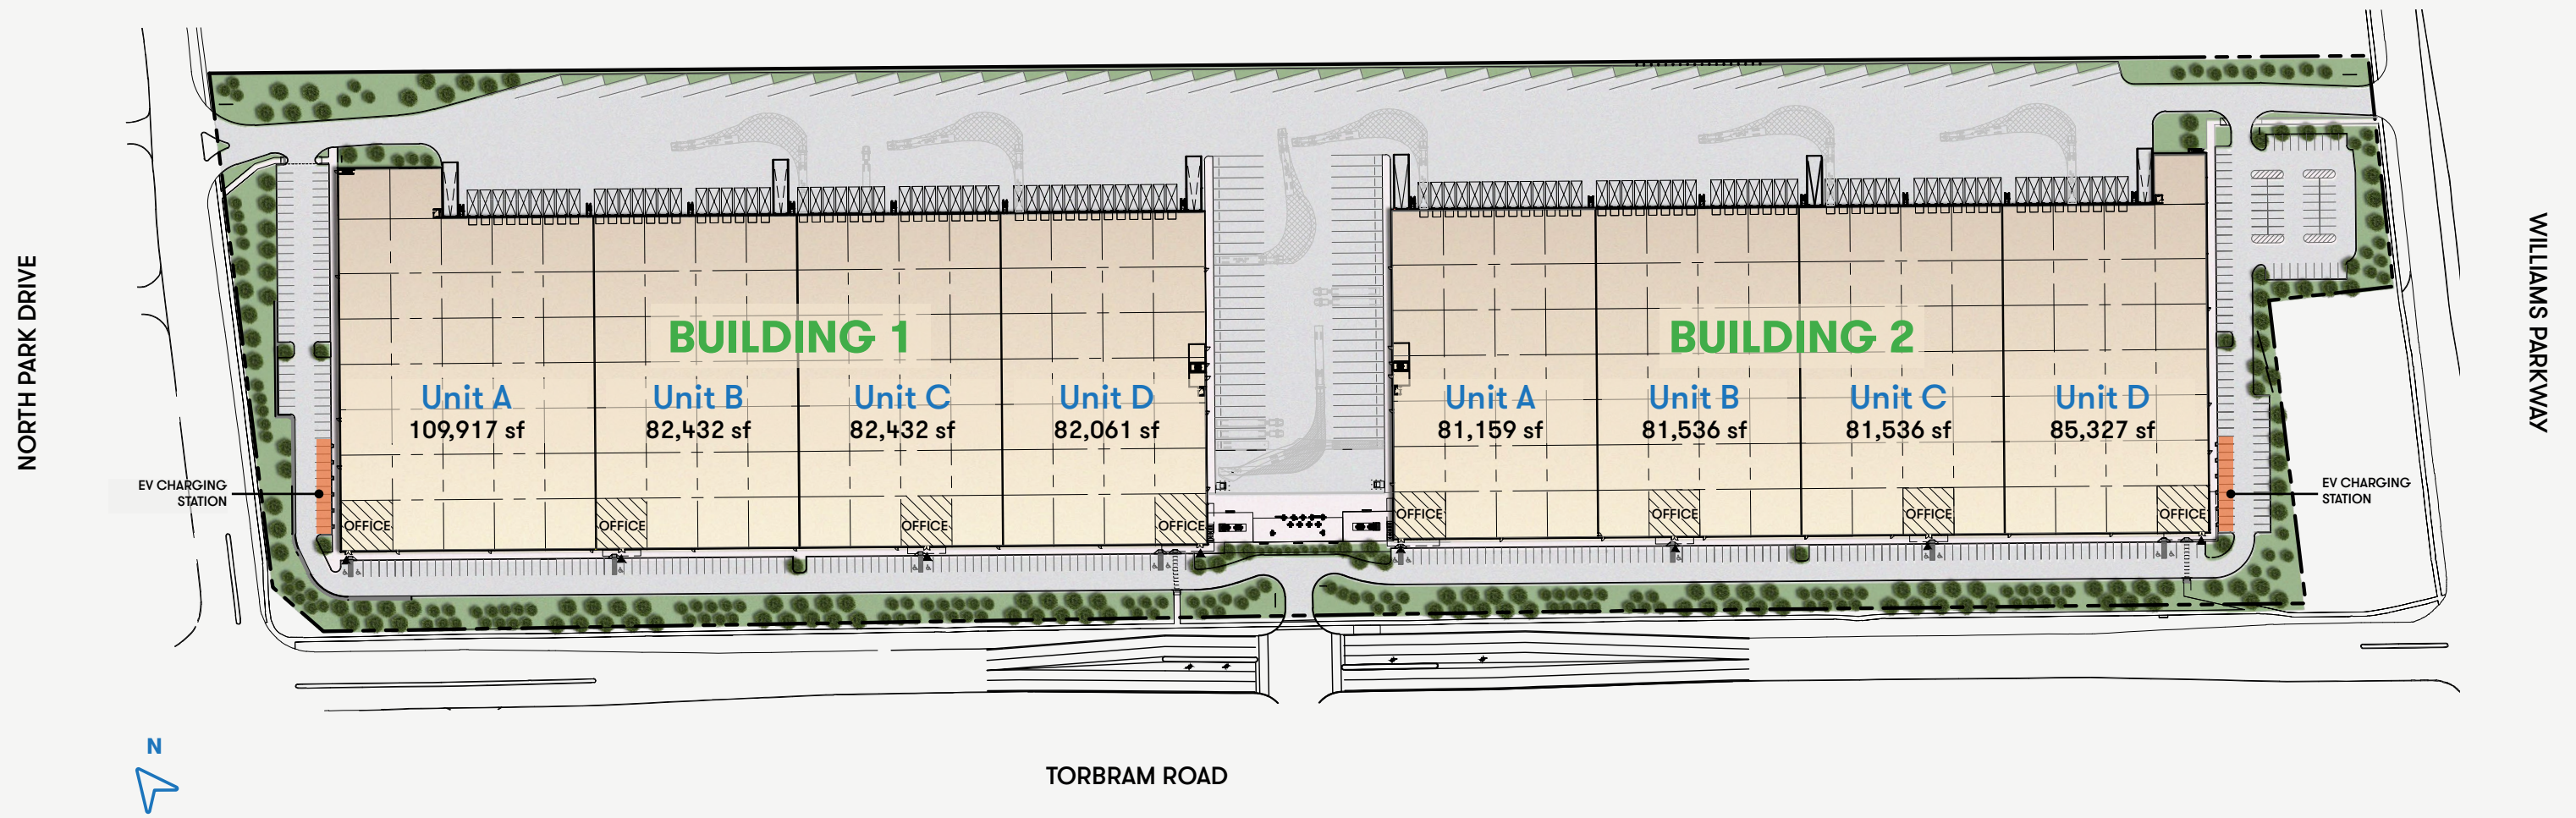 NORTH PARK DRIVE
WILLIAMS PARKWAY
BUILDING 1
Unit A
109,917 sf
Unit B
82,432 sf
Unit C
82,432 sf
Unit D
82,061 sf
OFFICE
OFFICE
OFFICE
OFFICE
BUILDING 2
Unit A
81,159 sf
Unit B
81,536 sf
Unit C
81,536 sf
Unit D
85,327 sf
OFFICE
OFFICE
OFFICE
OFFICE
EV CHARGING
STATION
EV CHARGING
STATION
N
TORBRAM ROAD